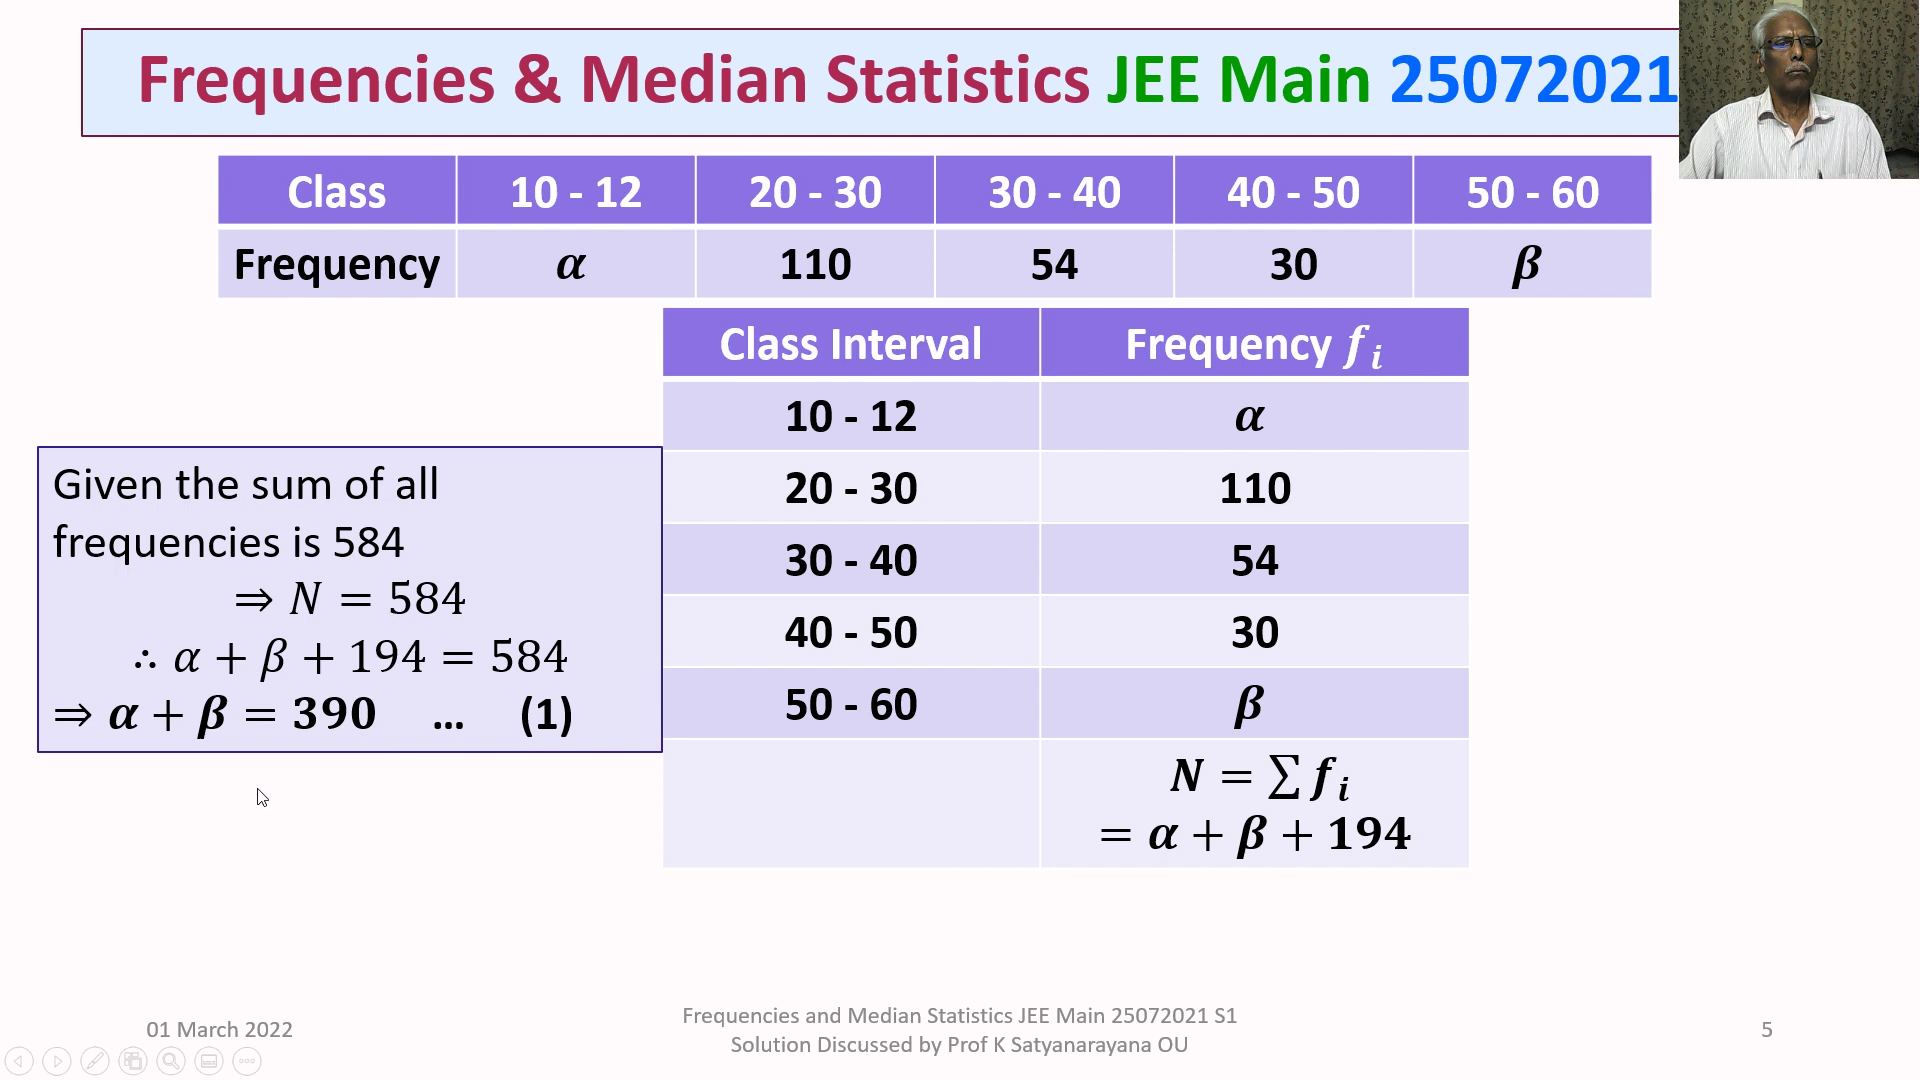 Frequencies & Median Statistics JEE Main 25072021
Class 10 - 12 20 - 30 30 - 40 40 - 50 50 - 60
Frequency α 110 54 30 β
Class Interval Frequency fᵢ
10 - 12 α
20 - 30 110
30 - 40 54
40 - 50 30
50 - 60 β
N = ∑ fᵢ
= α + β + 194
Given the sum of all
frequencies is 584
⇒ N = 584
∴ α + β + 194 = 584
⇒ α + β = 390 … (1)
01 March 2022
Frequencies and Median Statistics JEE Main 25072021 S1
Solution Discussed by Prof K Satyanarayana OU
5